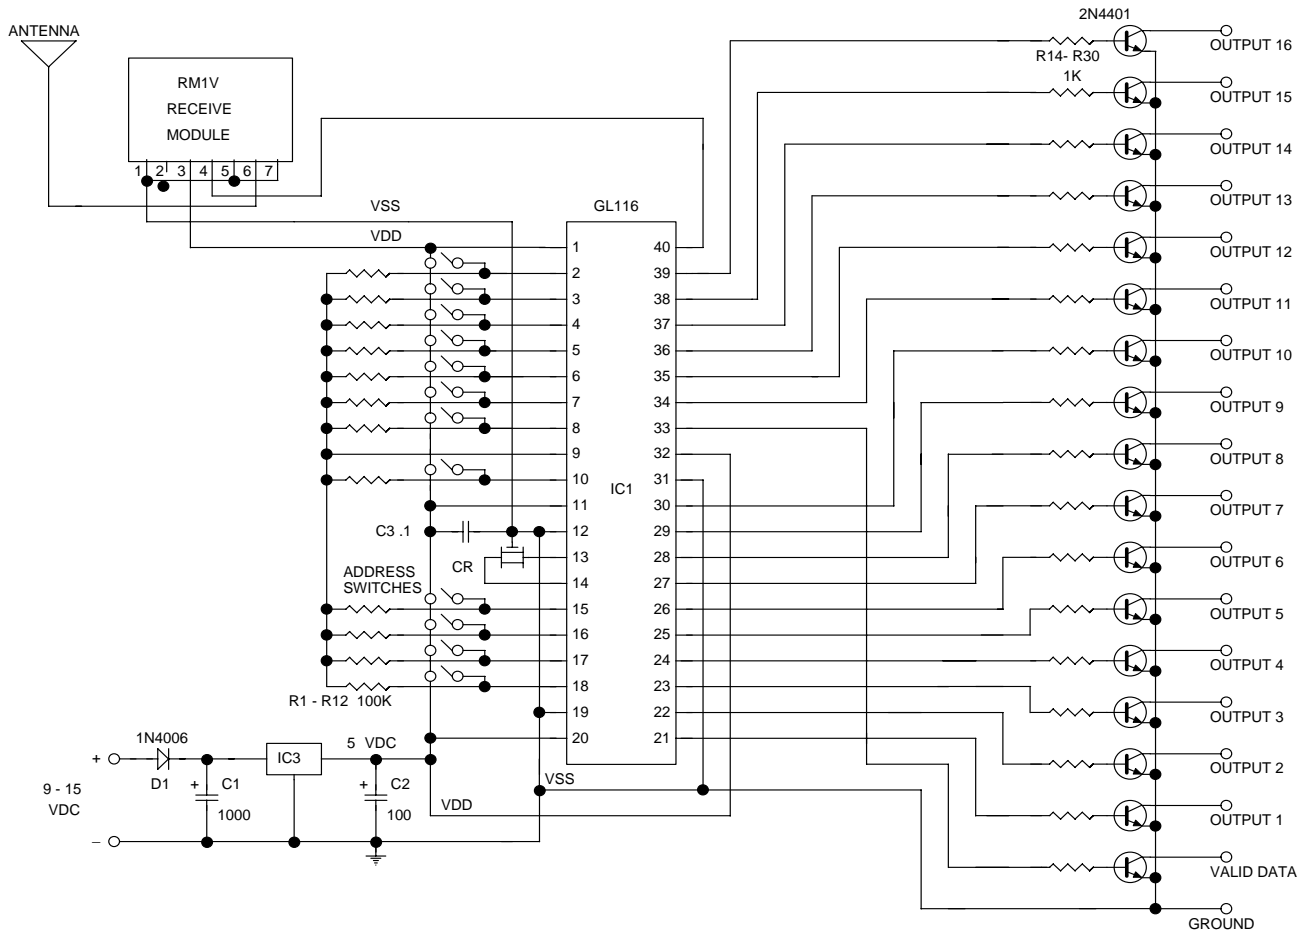 2N4401
ANTENNA
OUTPUT 16
R14- R30
1K
RM1V
RECEIVE
MODULE
OUTPUT 15
OUTPUT 14
1 2 3 4 5 6 7
OUTPUT 13
VSS
GL116
VDD
1 40
OUTPUT 12
2 39
3 38
OUTPUT 11
4 37
5 36
OUTPUT 10
6 35
7 34
OUTPUT 9
8 33
9 32
OUTPUT 8
10 31
IC1
11 30
OUTPUT 7
C3 .1
12 29
13 28
OUTPUT 6
CR
ADDRESS
SWITCHES
14 27
15 26
OUTPUT 5
16 25
17 24
OUTPUT 4
18 23
R1 - R12 100K
19 22
OUTPUT 3
20 21
1N4006
5 VDC
+
IC3
D1
+ C1
1000
+ C2
100
VSS
VDD
OUTPUT 2
9 - 15
VDC
OUTPUT 1
–
VALID DATA
GROUND